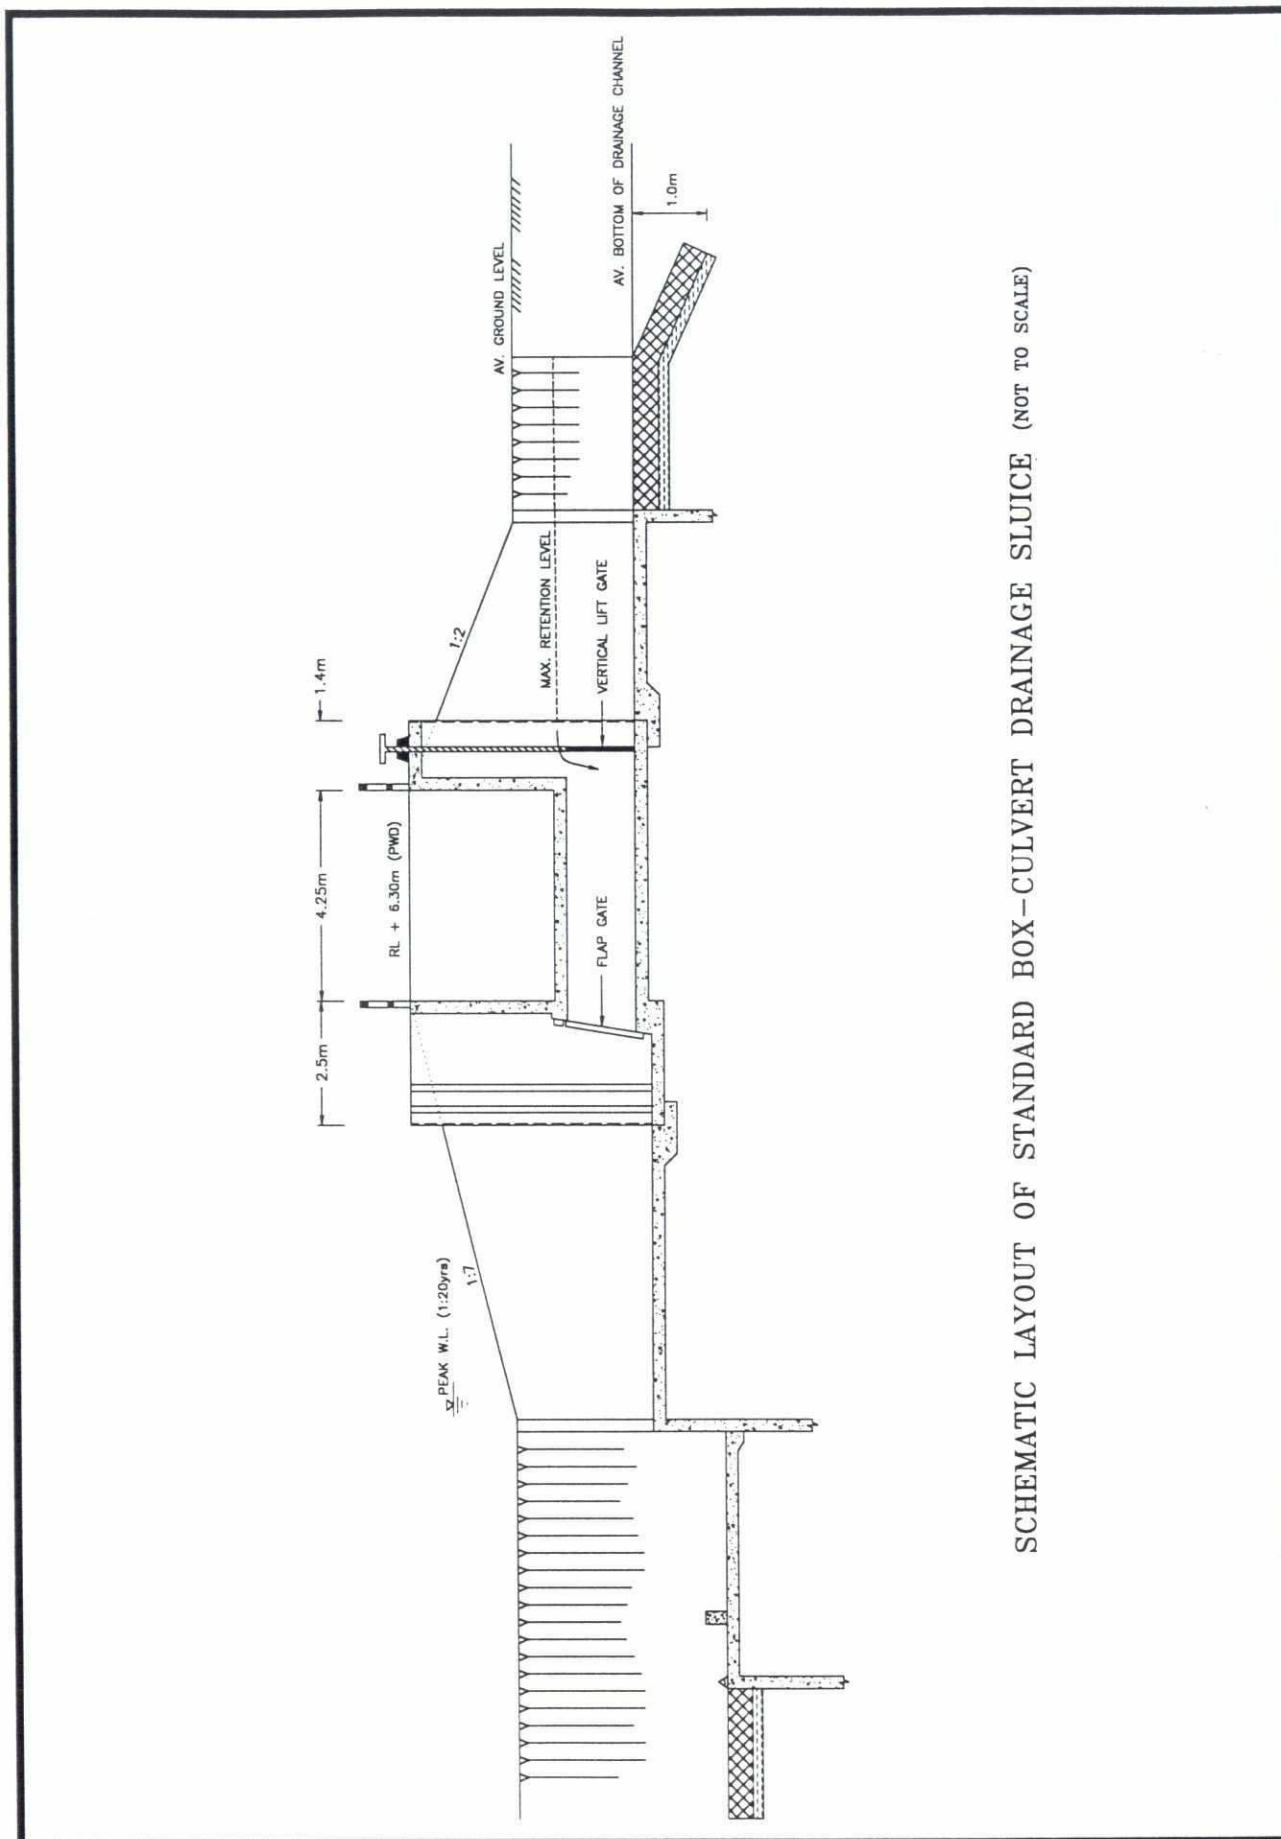 2.5m
4.25m
1.4m
PEAK W.L. (1:20yrs)
RL + 6.30m (PWD)
1:7
1:2
AV. GROUND LEVEL
MAX. RETENTION LEVEL
FLAP GATE
VERTICAL LIFT GATE
AV. BOTTOM OF DRAINAGE CHANNEL
1.0m
SCHEMATIC LAYOUT OF STANDARD BOX-CULVERT DRAINAGE SLUICE (NOT TO SCALE)